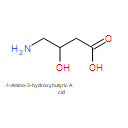 O
H₂N
OH
OH
4-Amino-3-hydroxybutyric A
cid